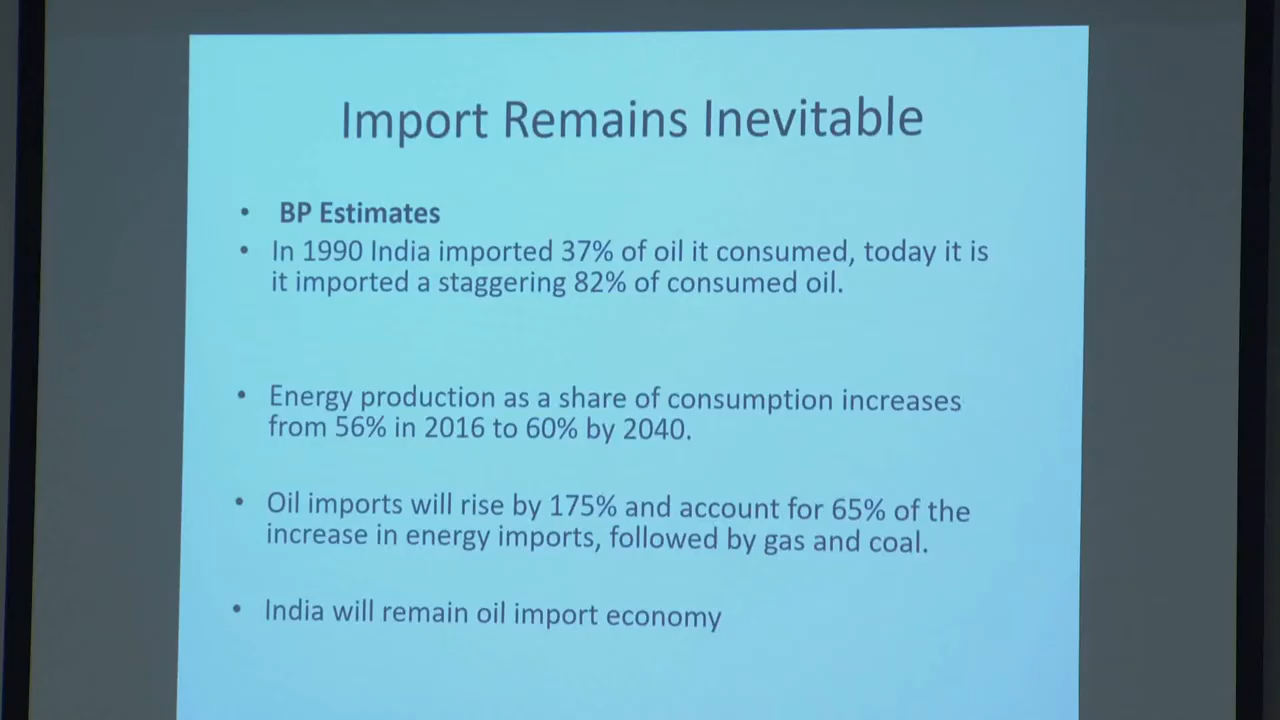 Import Remains Inevitable
• BP Estimates
• In 1990 India imported 37% of oil it consumed, today it is
it imported a staggering 82% of consumed oil.
• Energy production as a share of consumption increases
from 56% in 2016 to 60% by 2040.
• Oil imports will rise by 175% and account for 65% of the
increase in energy imports, followed by gas and coal.
• India will remain oil import economy